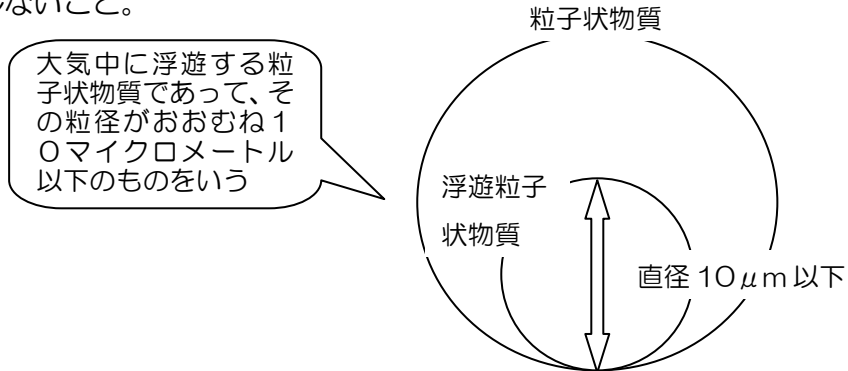 ないこと。
粒子状物質
大気中に浮遊する粒
子状物質であって、そ
の粒径がおおむね１
０マイクロメートル
以下のものをいう
浮遊粒子
状物質
直径１０μｍ以下